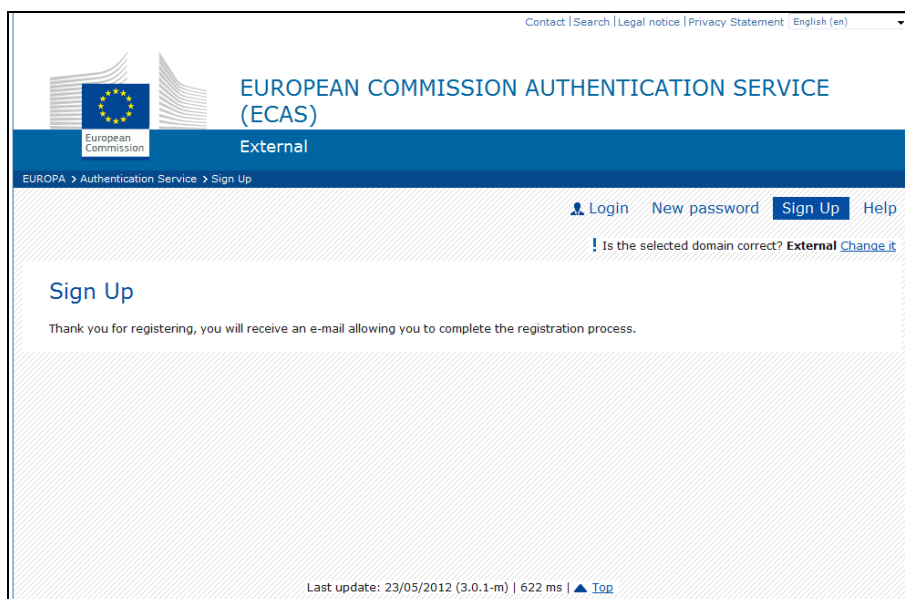 Contact | Search | Legal notice | Privacy Statement English (en)
EUROPEAN COMMISSION AUTHENTICATION SERVICE
(ECAS)
European
Commission
External
EUROPA > Authentication Service > Sign Up
Login New password Sign Up Help
! Is the selected domain correct? External Change it
Sign Up
Thank you for registering, you will receive an e-mail allowing you to complete the registration process.
Last update: 23/05/2012 (3.0.1-m) | 622 ms | Top